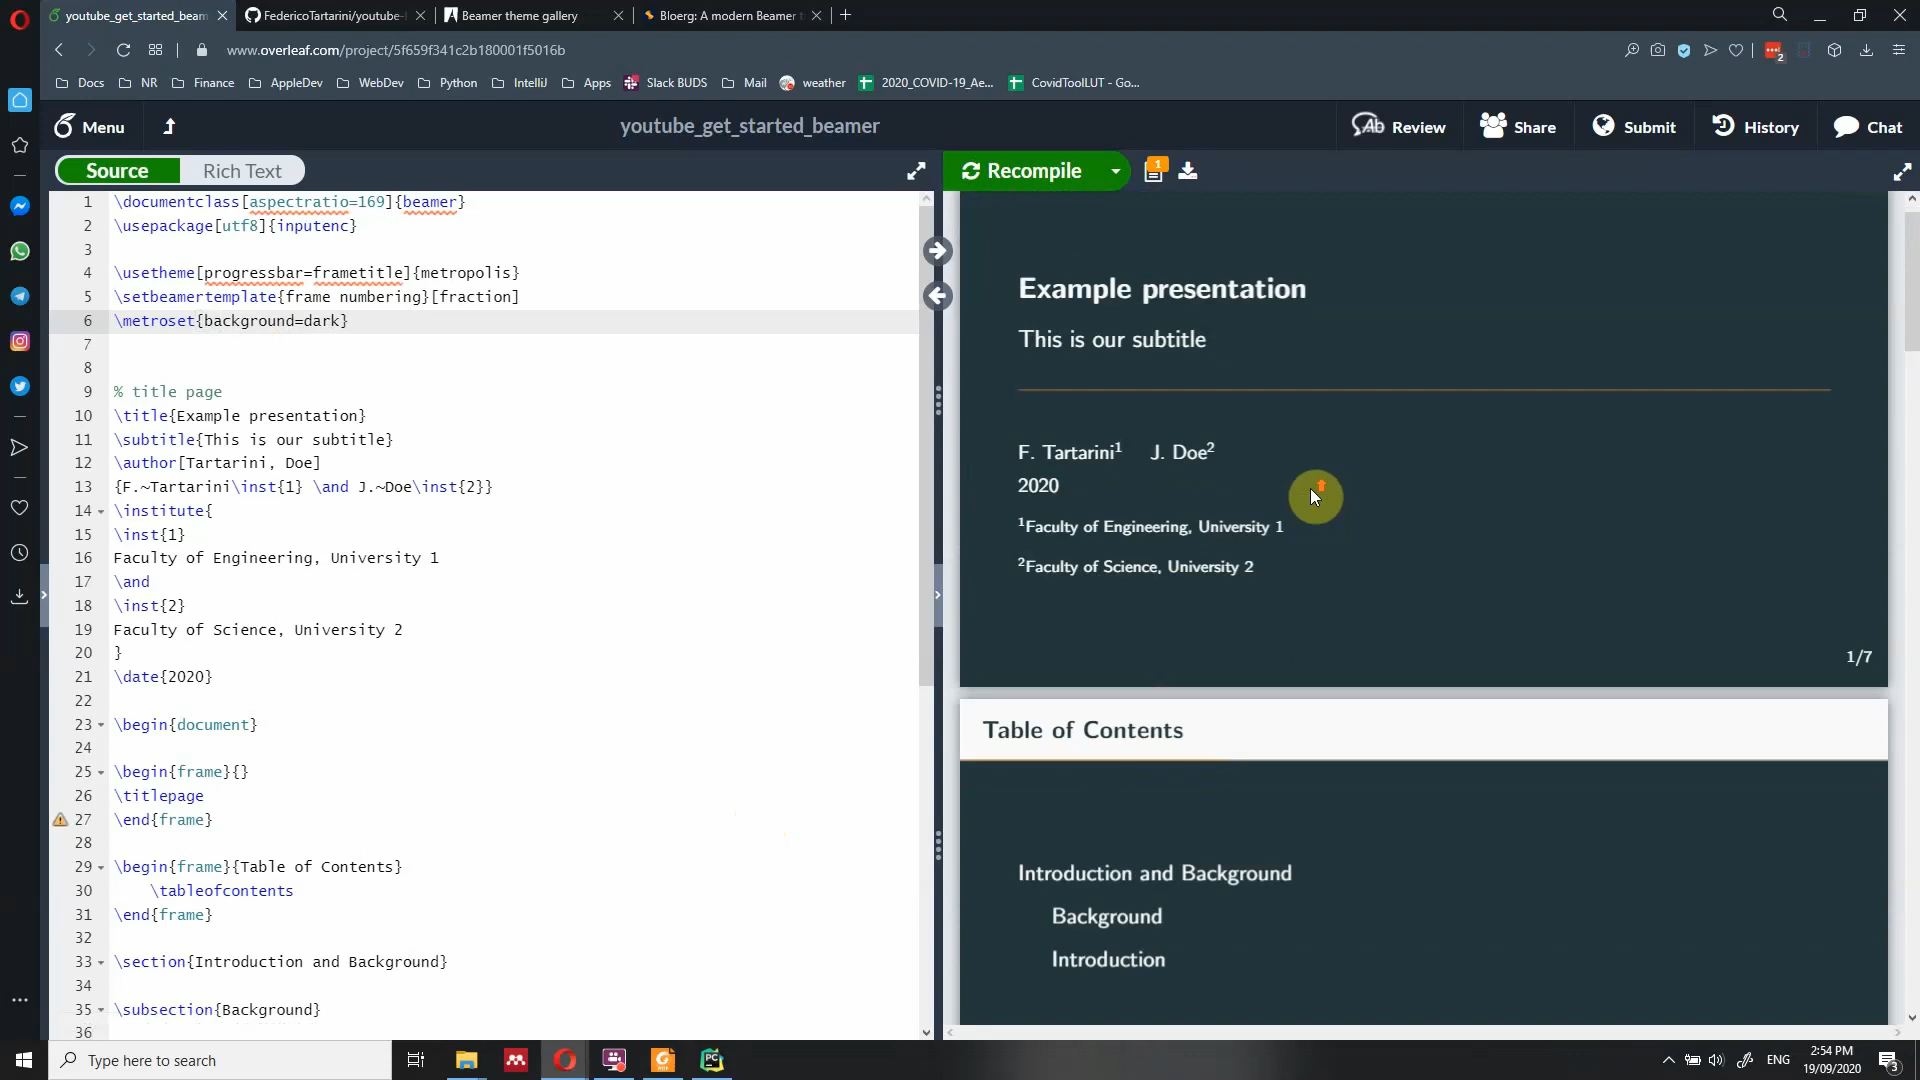 youtube_get_started_beam
FedericoTartarini/youtube-
Beamer theme gallery
Bloerg: A modern Beamer
www.overleaf.com/project/5f659f341c2b180001f5016b
2
Docs
NR
Finance
AppleDev
WebDev
Python
IntelliJ
Apps
Slack BUDS
Mail
weather
2020_COVID-19_Ae...
CovidToolLUT - Go...
Menu
youtube_get_started_beamer
Ab Review
Share
Submit
History
Chat
Source
Rich Text
Recompile
1
1 \documentclass[aspectratio=169]{beamer}
2 \usepackage[utf8]{inputenc}
3
4 \usetheme[progressbar=frametitle]{metropolis}
5 \setbeamertemplate{frame numbering}[fraction]
6 \metroset{background=dark}
7
8
9 % title page
10 \title{Example presentation}
11 \subtitle{This is our subtitle}
12 \author[Tartarini, Doe]
13 {F.~Tartarini\inst{1} \and J.~Doe\inst{2}}
14 \institute{
15 \inst{1}
16 Faculty of Engineering, University 1
17 \and
18 \inst{2}
19 Faculty of Science, University 2
20 }
21 \date{2020}
22
23 \begin{document}
24
25 \begin{frame}{}
26 \titlepage
27 \end{frame}
28
29 \begin{frame}{Table of Contents}
30 \tableofcontents
31 \end{frame}
32
33 \section{Introduction and Background}
34
35 \subsection{Background}
36
Example presentation
This is our subtitle
F. Tartarini¹ J. Doe²
2020
¹Faculty of Engineering, University 1
²Faculty of Science, University 2
1/7
Table of Contents
Introduction and Background
Background
Introduction
Type here to search
PC
ENG
2:54 PM
19/09/2020
3